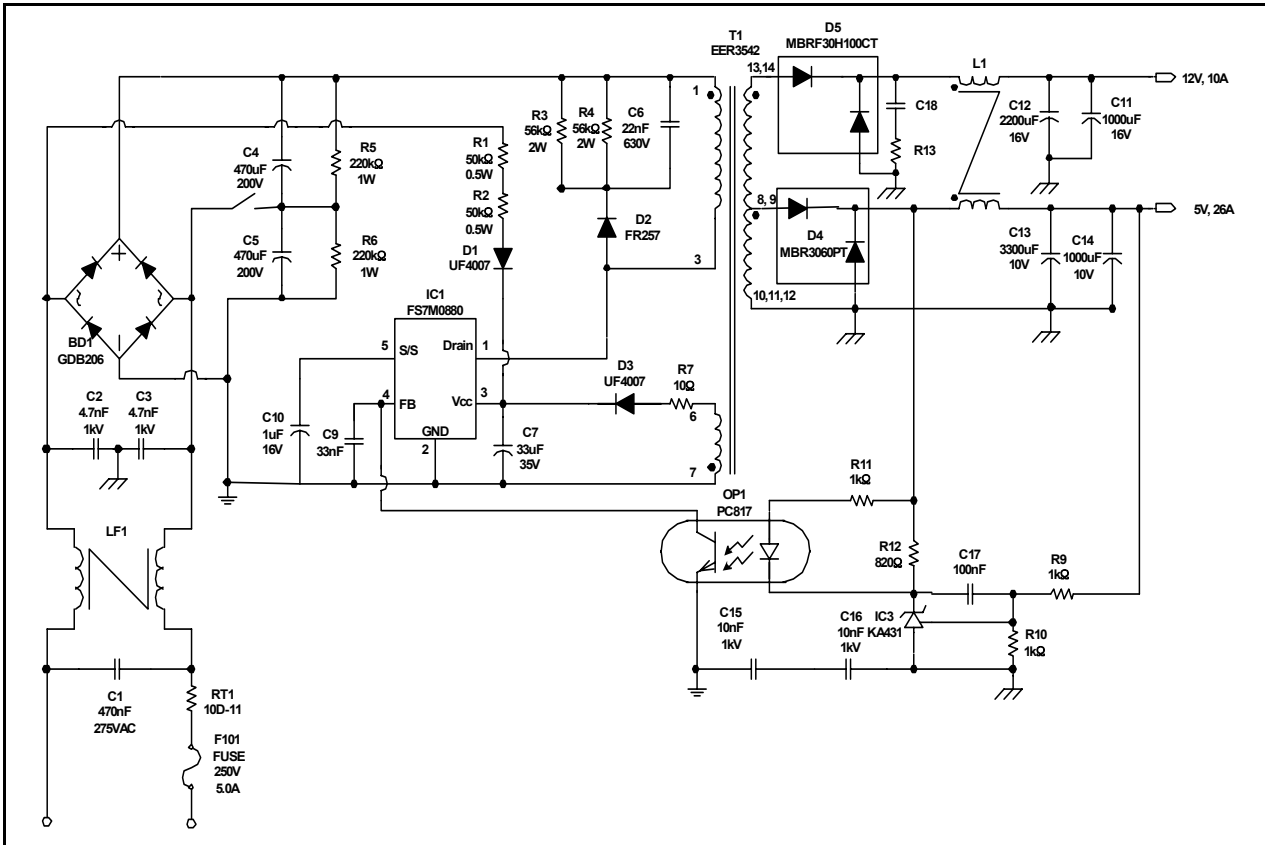 D5
MBRF30H100CT
T1
EER3542
13,14
L1
12V, 10A
1
C18
R13
C12
2200uF
16V
C11
1000uF
16V
R3
56kΩ
2W
R4
56kΩ
2W
C6
22nF
630V
R1
50kΩ
0.5W
R2
50kΩ
0.5W
C4
470uF
200V
R5
220kΩ
1W
C5
470uF
200V
R6
220kΩ
1W
D2
FR257
D1
UF4007
3
8, 9
D4
MBR3060PT
5V, 26A
C13
3300uF
10V
C14
1000uF
10V
10,11,12
+
~
~
−
BD1
GDB206
IC1
FS7M0880
5
S/S
Drain
1
4
FB
Vcc
3
GND
2
D3
UF4007
R7
10Ω
6
7
C2
4.7nF
1kV
C3
4.7nF
1kV
C10
1uF
16V
C9
33nF
C7
33uF
35V
OP1
PC817
R11
1kΩ
R12
820Ω
C17
100nF
R9
1kΩ
LF1
C15
10nF
1kV
C16
10nF
1kV
IC3
KA431
R10
1kΩ
C1
470nF
275VAC
RT1
10D-11
F101
FUSE
250V
5.0A